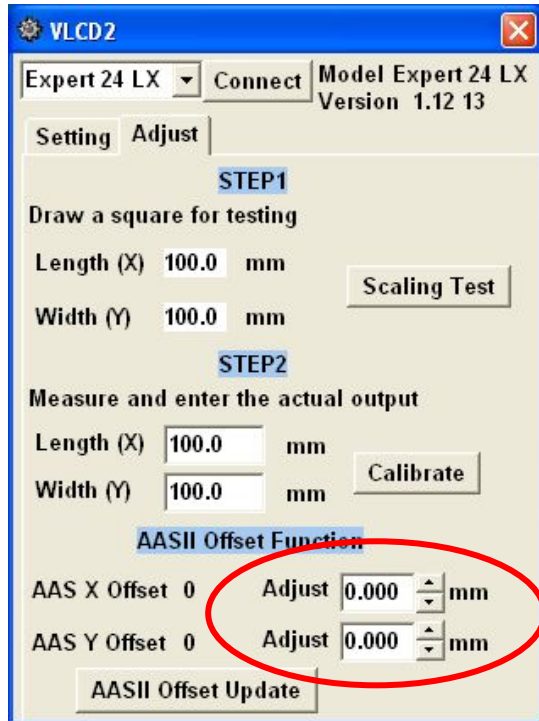 VLCD2
Expert 24 LX Connect Model Expert 24 LX
Version 1.12 13
Setting Adjust
STEP1
Draw a square for testing
Length (X) 100.0 mm
Scaling Test
Width (Y) 100.0 mm
STEP2
Measure and enter the actual output
Length (X) 100.0 mm
Calibrate
Width (Y) 100.0 mm
AASII Offset Function
AAS X Offset 0 Adjust 0.000 mm
AAS Y Offset 0 Adjust 0.000 mm
AASII Offset Update